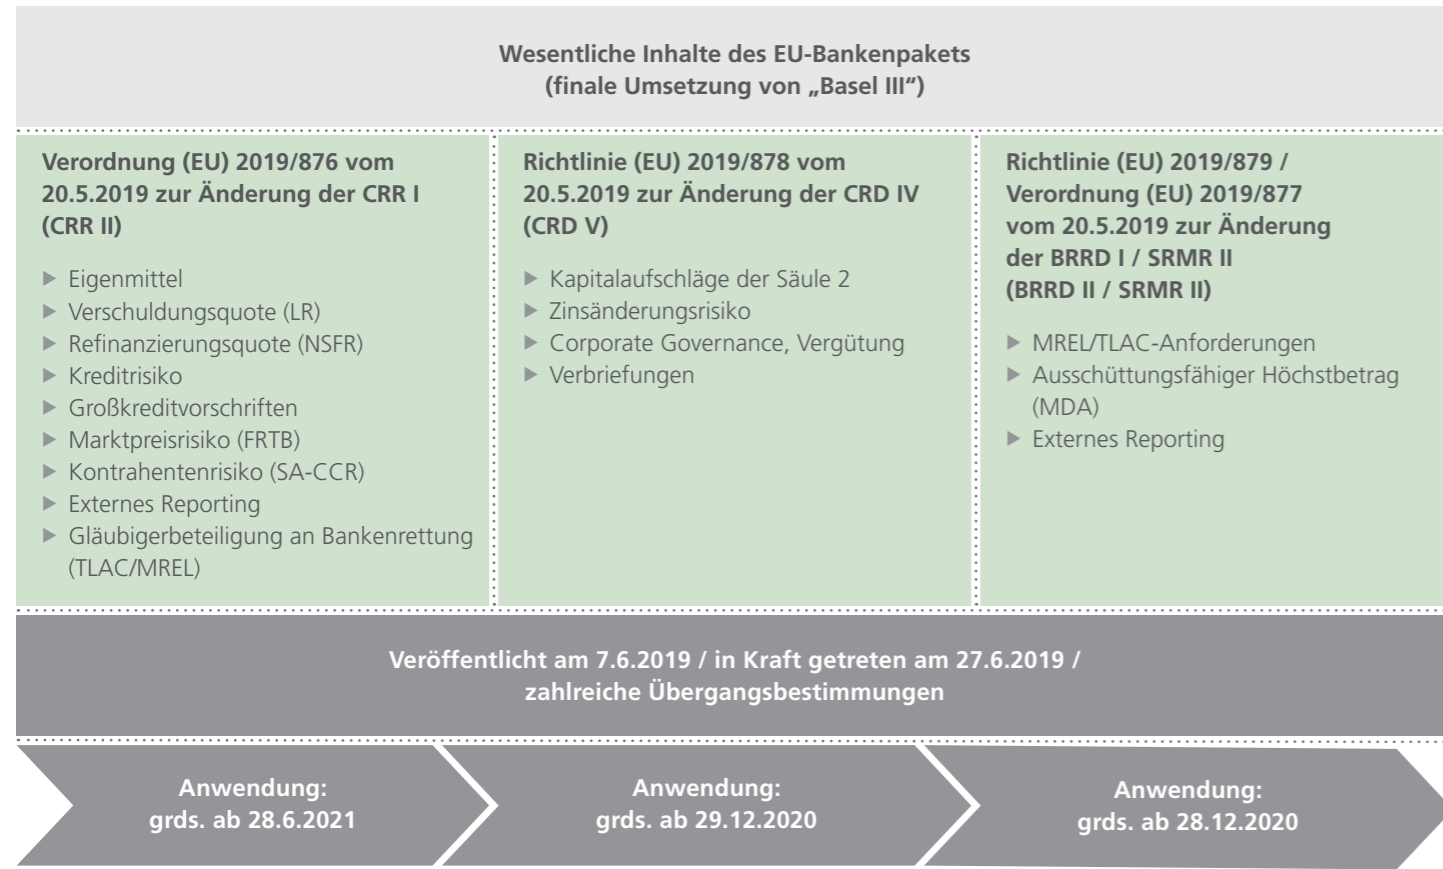 Wesentliche Inhalte des EU-Bankenpakets
(finale Umsetzung von „Basel III“)
Verordnung (EU) 2019/876 vom
20.5.2019 zur Änderung der CRR I
(CRR II)
▶ Eigenmittel
▶ Verschuldungsquote (LR)
▶ Refinanzierungsquote (NSFR)
▶ Kreditrisiko
▶ Großkreditvorschriften
▶ Marktpreisrisiko (FRTB)
▶ Kontrahentenrisiko (SA-CCR)
▶ Externes Reporting
▶ Gläubigerbeteiligung an Bankenrettung
(TLAC/MREL)
Richtlinie (EU) 2019/878 vom
20.5.2019 zur Änderung der CRD IV
(CRD V)
▶ Kapitalaufschläge der Säule 2
▶ Zinsänderungsrisiko
▶ Corporate Governance, Vergütung
▶ Verbriefungen
Richtlinie (EU) 2019/879 /
Verordnung (EU) 2019/877
vom 20.5.2019 zur Änderung
der BRRD I / SRMR II
(BRRD II / SRMR II)
▶ MREL/TLAC-Anforderungen
▶ Ausschüttungsfähiger Höchstbetrag
(MDA)
▶ Externes Reporting
Veröffentlicht am 7.6.2019 / in Kraft getreten am 27.6.2019 /
zahlreiche Übergangsbestimmungen
Anwendung:
grds. ab 28.6.2021
Anwendung:
grds. ab 29.12.2020
Anwendung:
grds. ab 28.12.2020